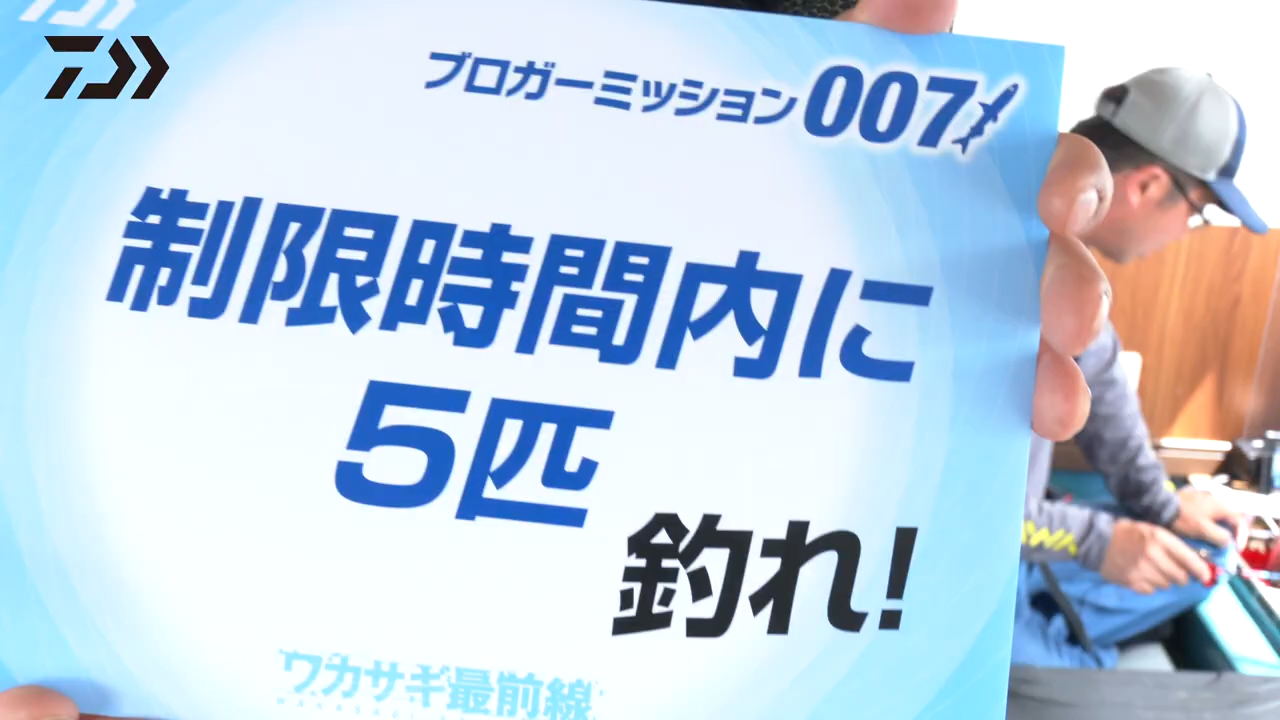 ブロガーミッション007
制限時間内に
5匹
釣れ!
ワカサギ最前線